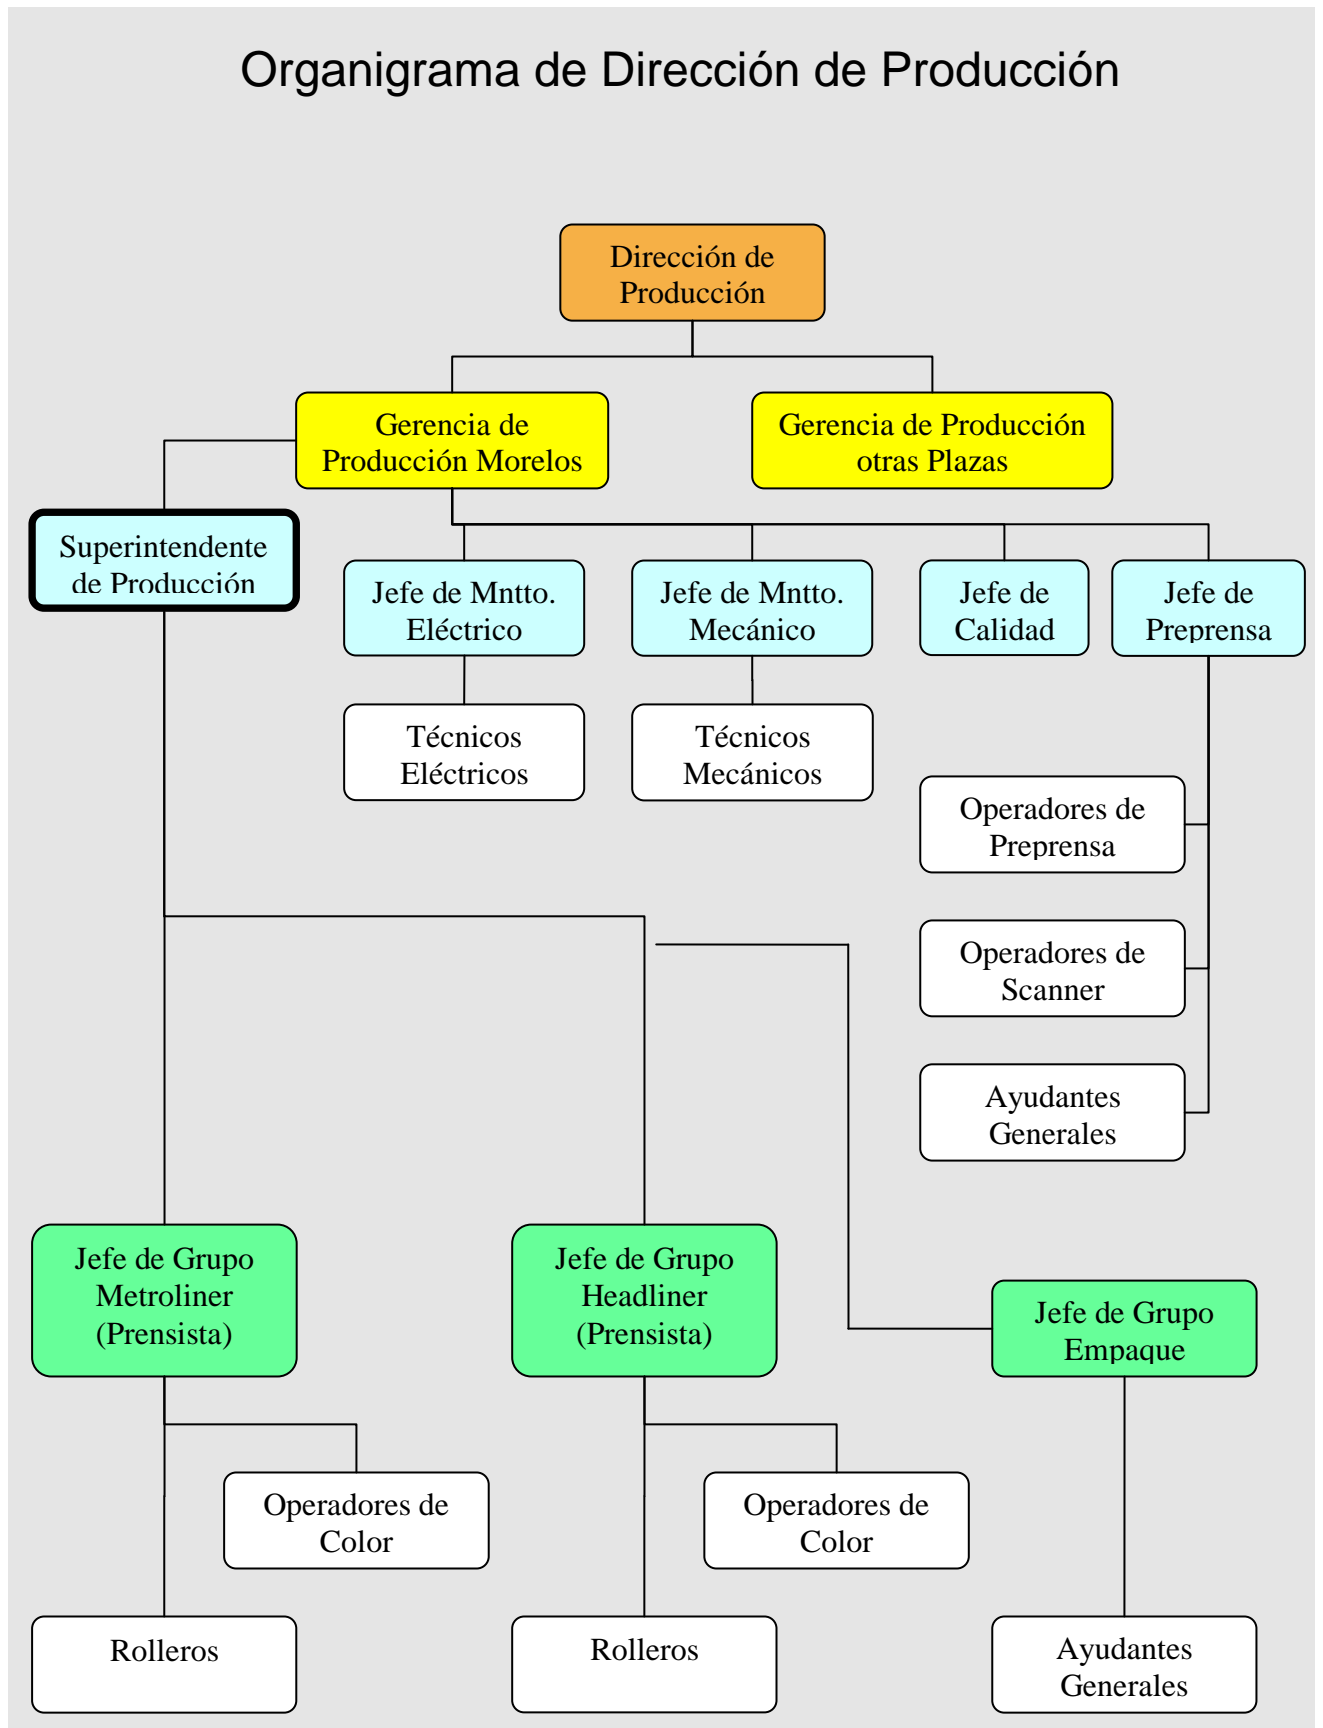 Organigrama de Dirección de Producción
Dirección de
Producción
Gerencia de
Producción Morelos
Gerencia de Producción
otras Plazas
Superintendente
de Producción
Jefe de Mntto.
Eléctrico
Jefe de Mntto.
Mecánico
Jefe de
Calidad
Jefe de
Preprensa
Técnicos
Eléctricos
Técnicos
Mecánicos
Operadores de
Preprensa
Operadores de
Scanner
Ayudantes
Generales
Jefe de Grupo
Metroliner
(Prensista)
Jefe de Grupo
Headliner
(Prensista)
Jefe de Grupo
Empaque
Operadores de
Color
Operadores de
Color
Rolleros
Rolleros
Ayudantes
Generales